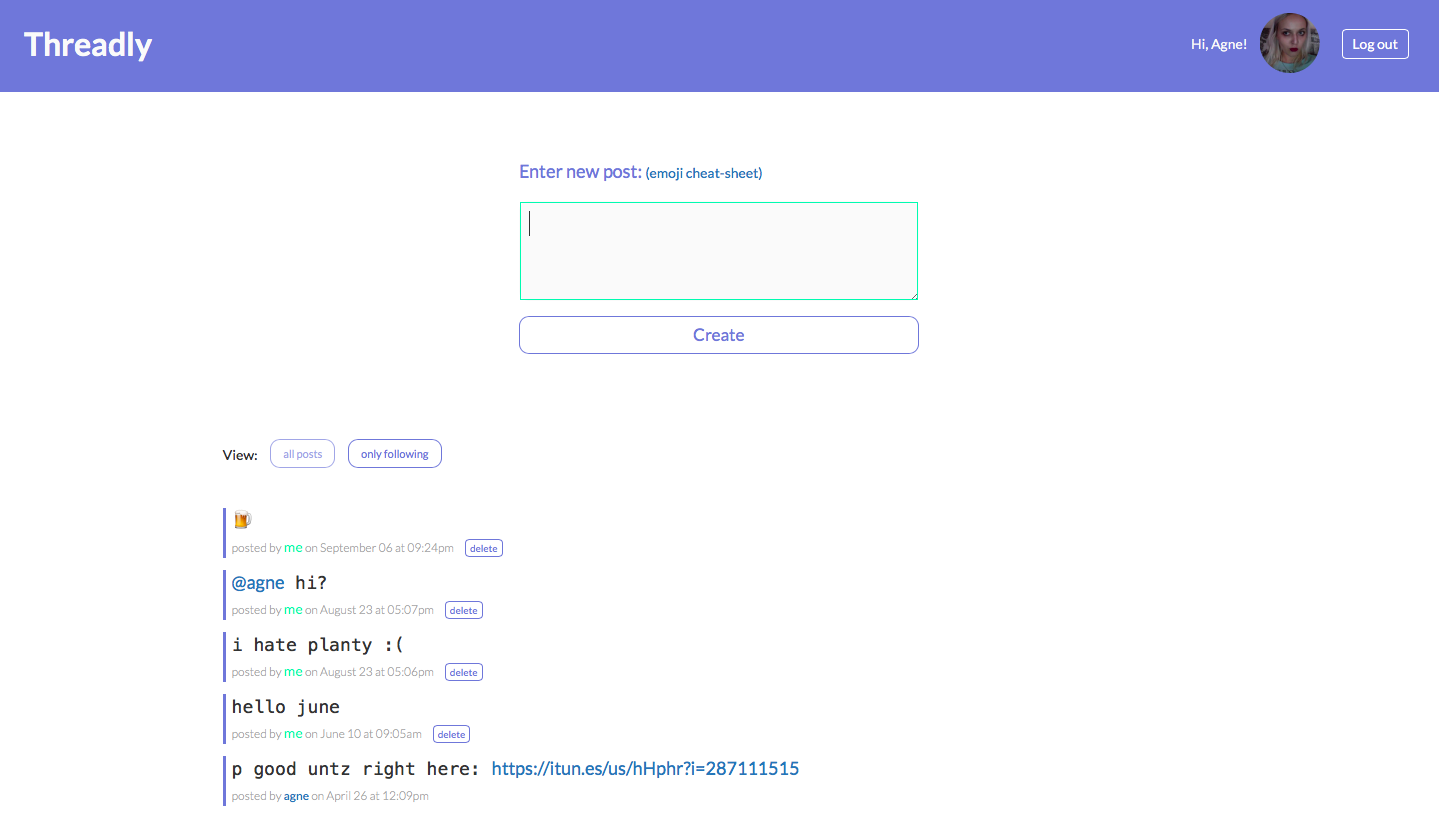 Threadly
Hi, Agne!
Log out
Enter new post: (emoji cheat-sheet)
Create
View: all posts only following
🍺
posted by me on September 06 at 09:24pm delete
@agne hi?
posted by me on August 23 at 05:07pm delete
i hate planty :(
posted by me on August 23 at 05:06pm delete
hello june
posted by me on June 10 at 09:05am delete
p good untz right here: https://itun.es/us/hHphr?i=287111515
posted by agne on April 26 at 12:09pm